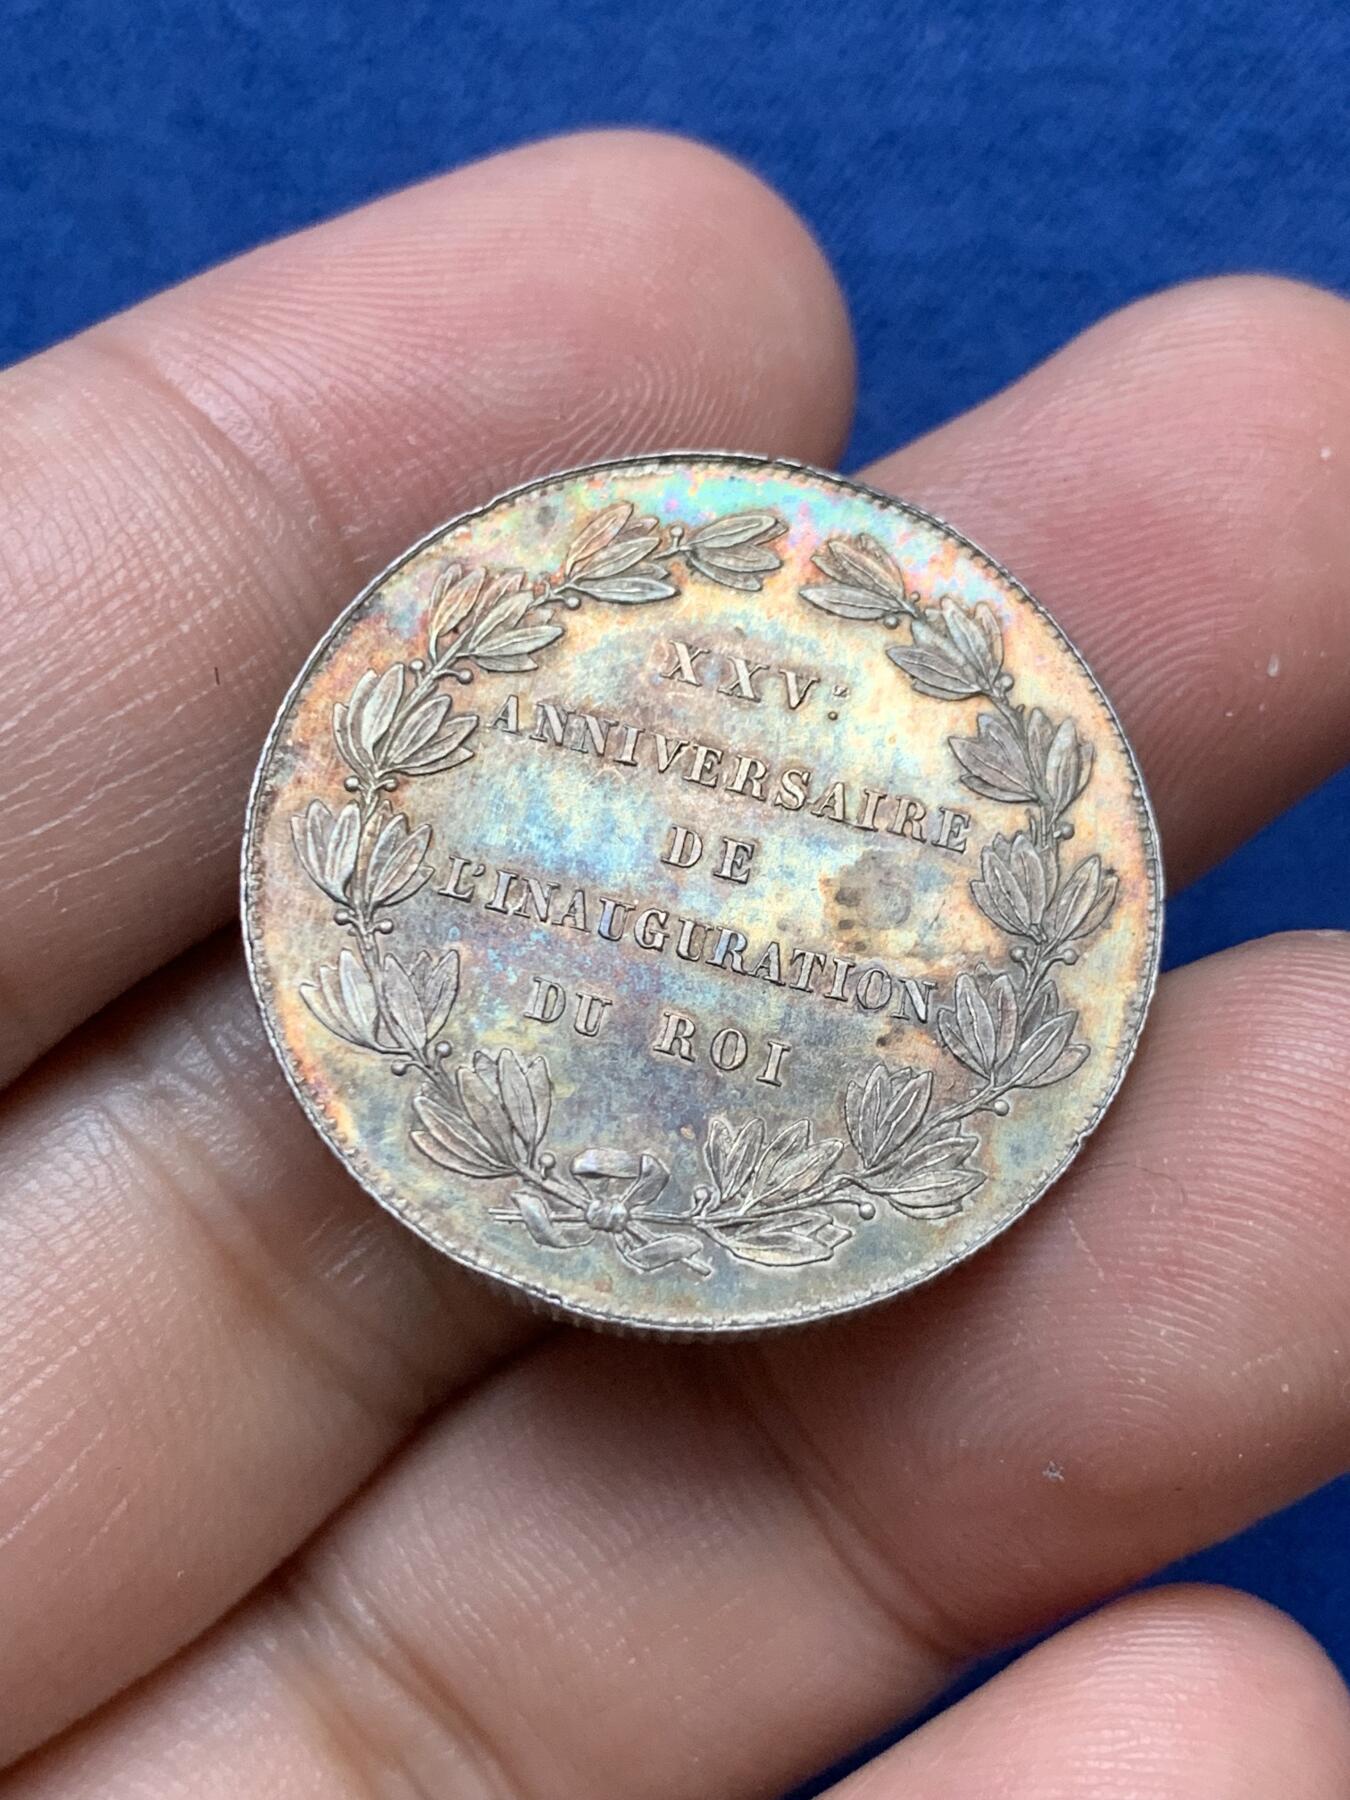 XXVᴱ
ANNIVERSAIRE
DE
L'INAUGURATION
DU ROI